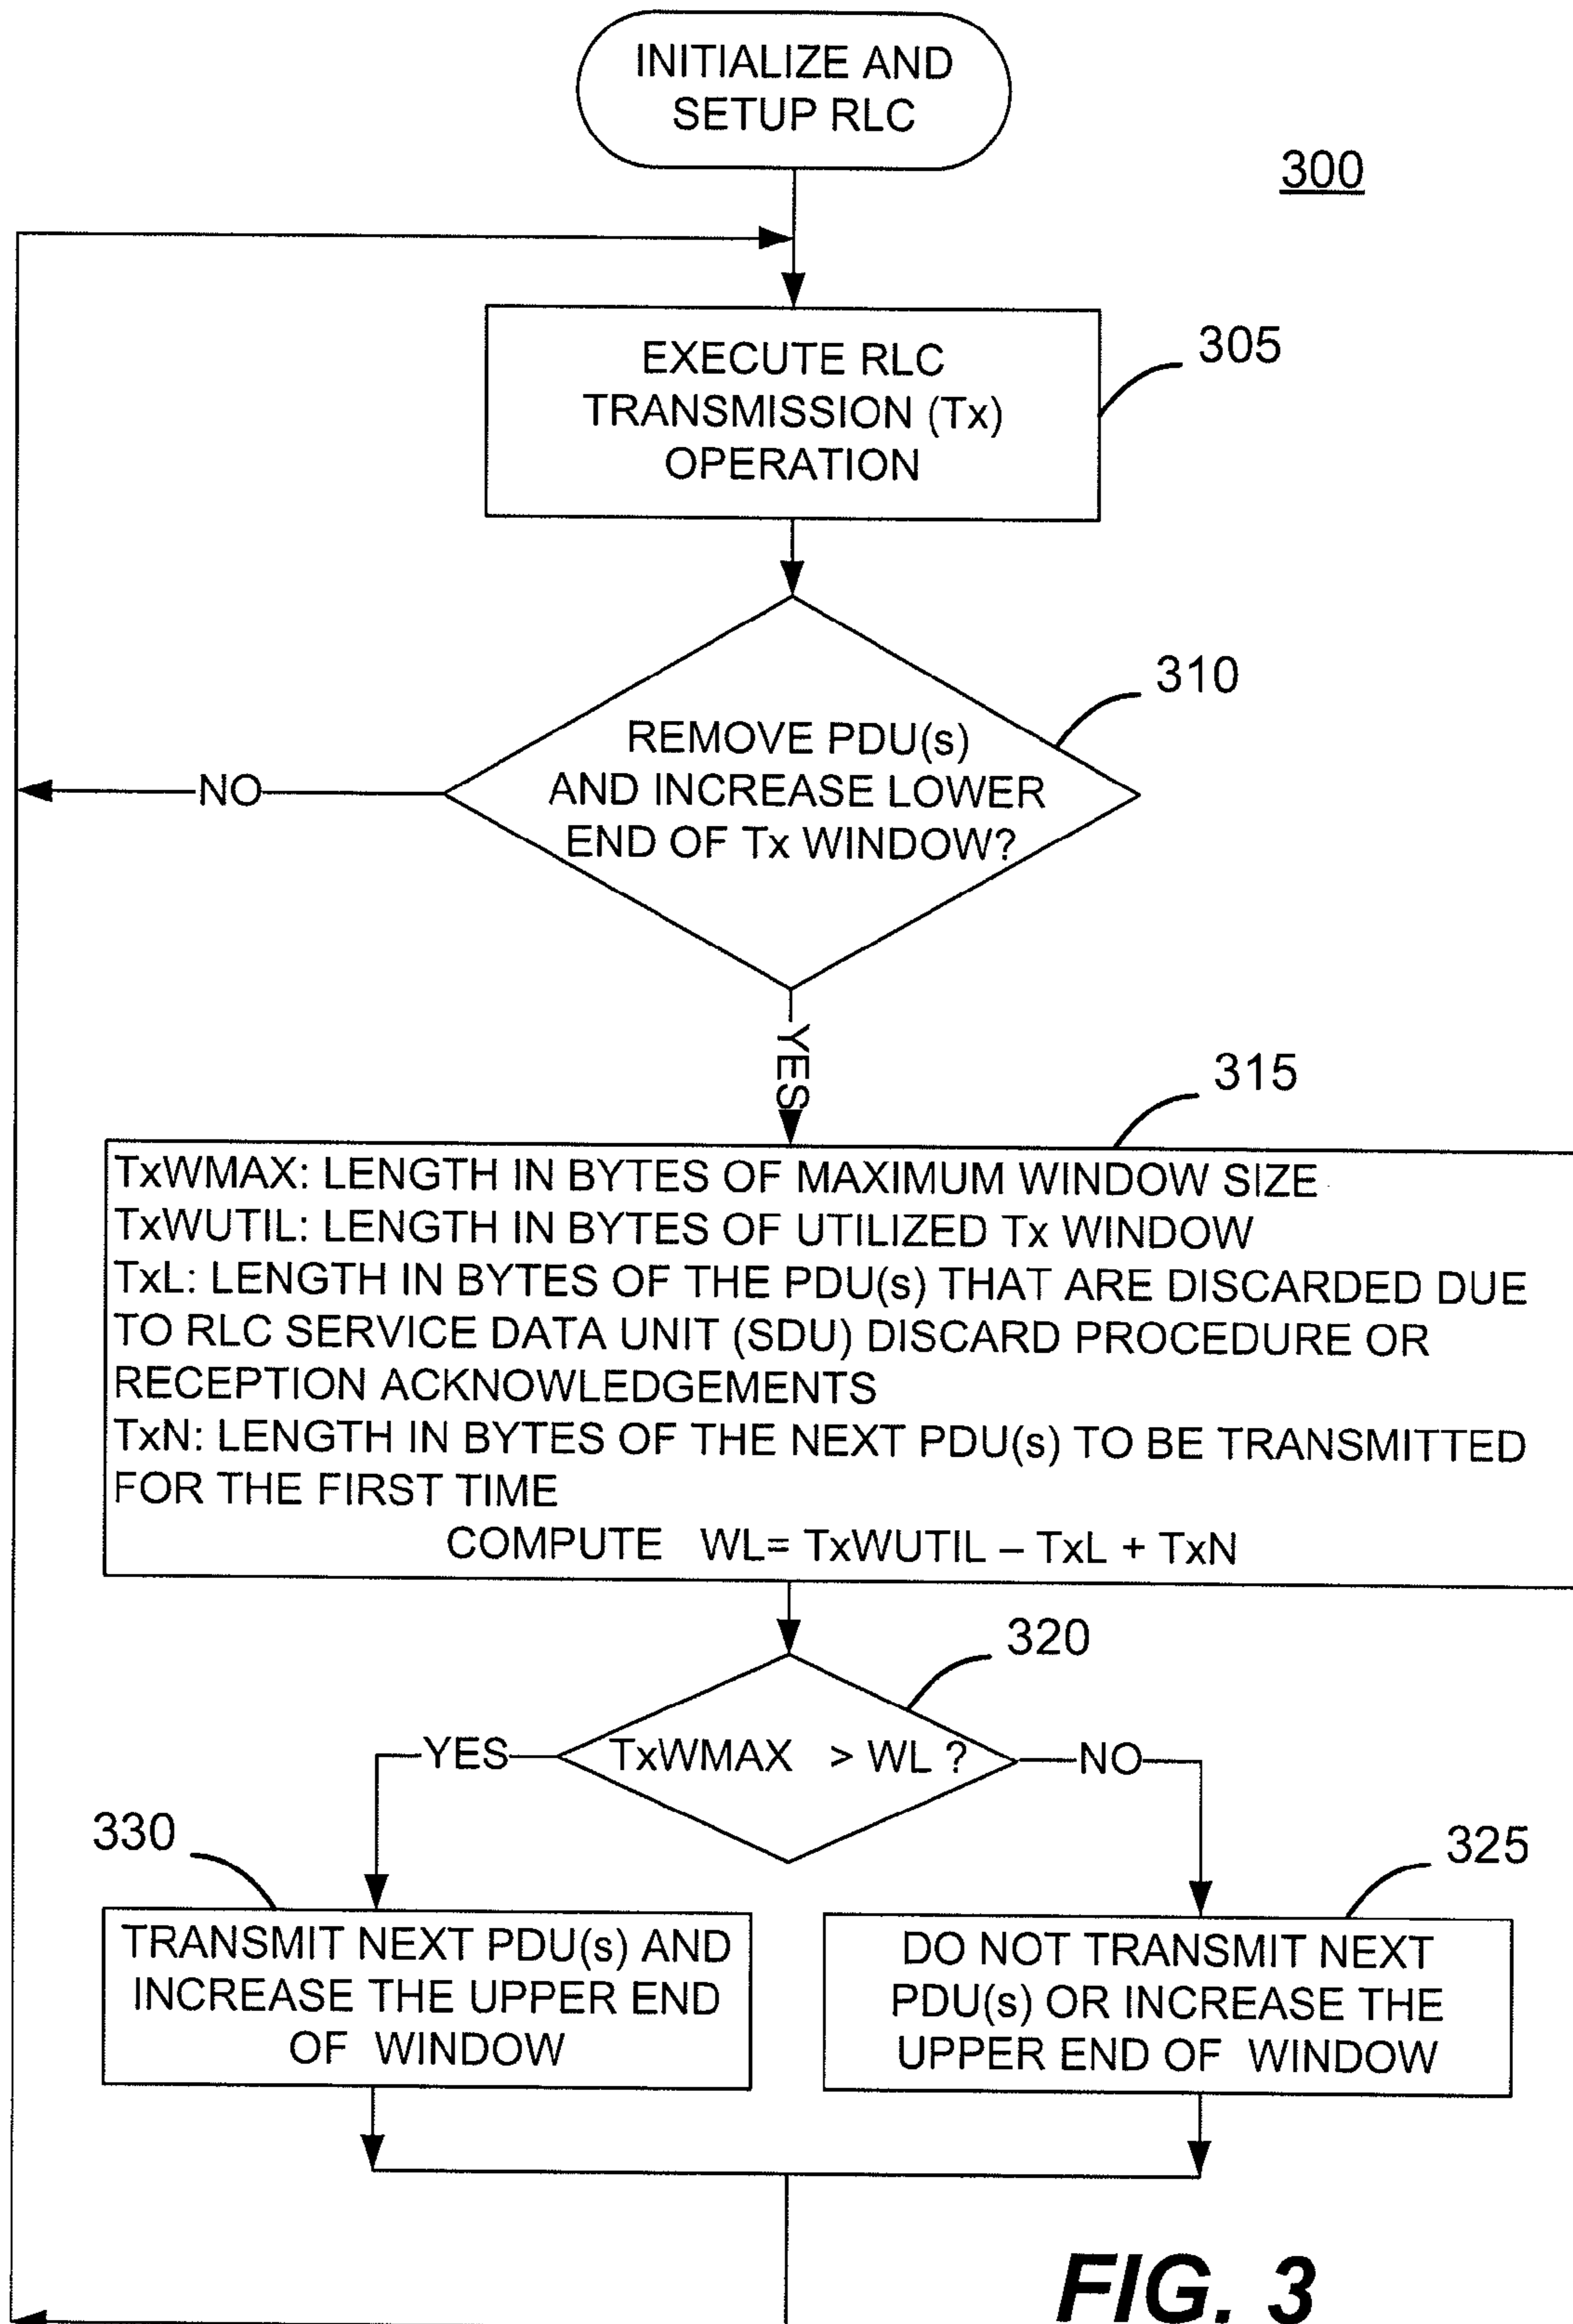 INITIALIZE AND
SETUP RLC
300
EXECUTE RLC
TRANSMISSION (Tx)
OPERATION
305
310
REMOVE PDU(s)
AND INCREASE LOWER
END OF Tx WINDOW?
NO
YES
315
TxWMAX: LENGTH IN BYTES OF MAXIMUM WINDOW SIZE
TxWUTIL: LENGTH IN BYTES OF UTILIZED Tx WINDOW
TxL: LENGTH IN BYTES OF THE PDU(s) THAT ARE DISCARDED DUE
TO RLC SERVICE DATA UNIT (SDU) DISCARD PROCEDURE OR
RECEPTION ACKNOWLEDGEMENTS
TxN: LENGTH IN BYTES OF THE NEXT PDU(s) TO BE TRANSMITTED
FOR THE FIRST TIME
COMPUTE WL= TxWUTIL – TxL + TxN
320
YES
TxWMAX > WL ?
NO
330
325
TRANSMIT NEXT PDU(s) AND
INCREASE THE UPPER END
OF WINDOW
DO NOT TRANSMIT NEXT
PDU(s) OR INCREASE THE
UPPER END OF WINDOW
FIG. 3